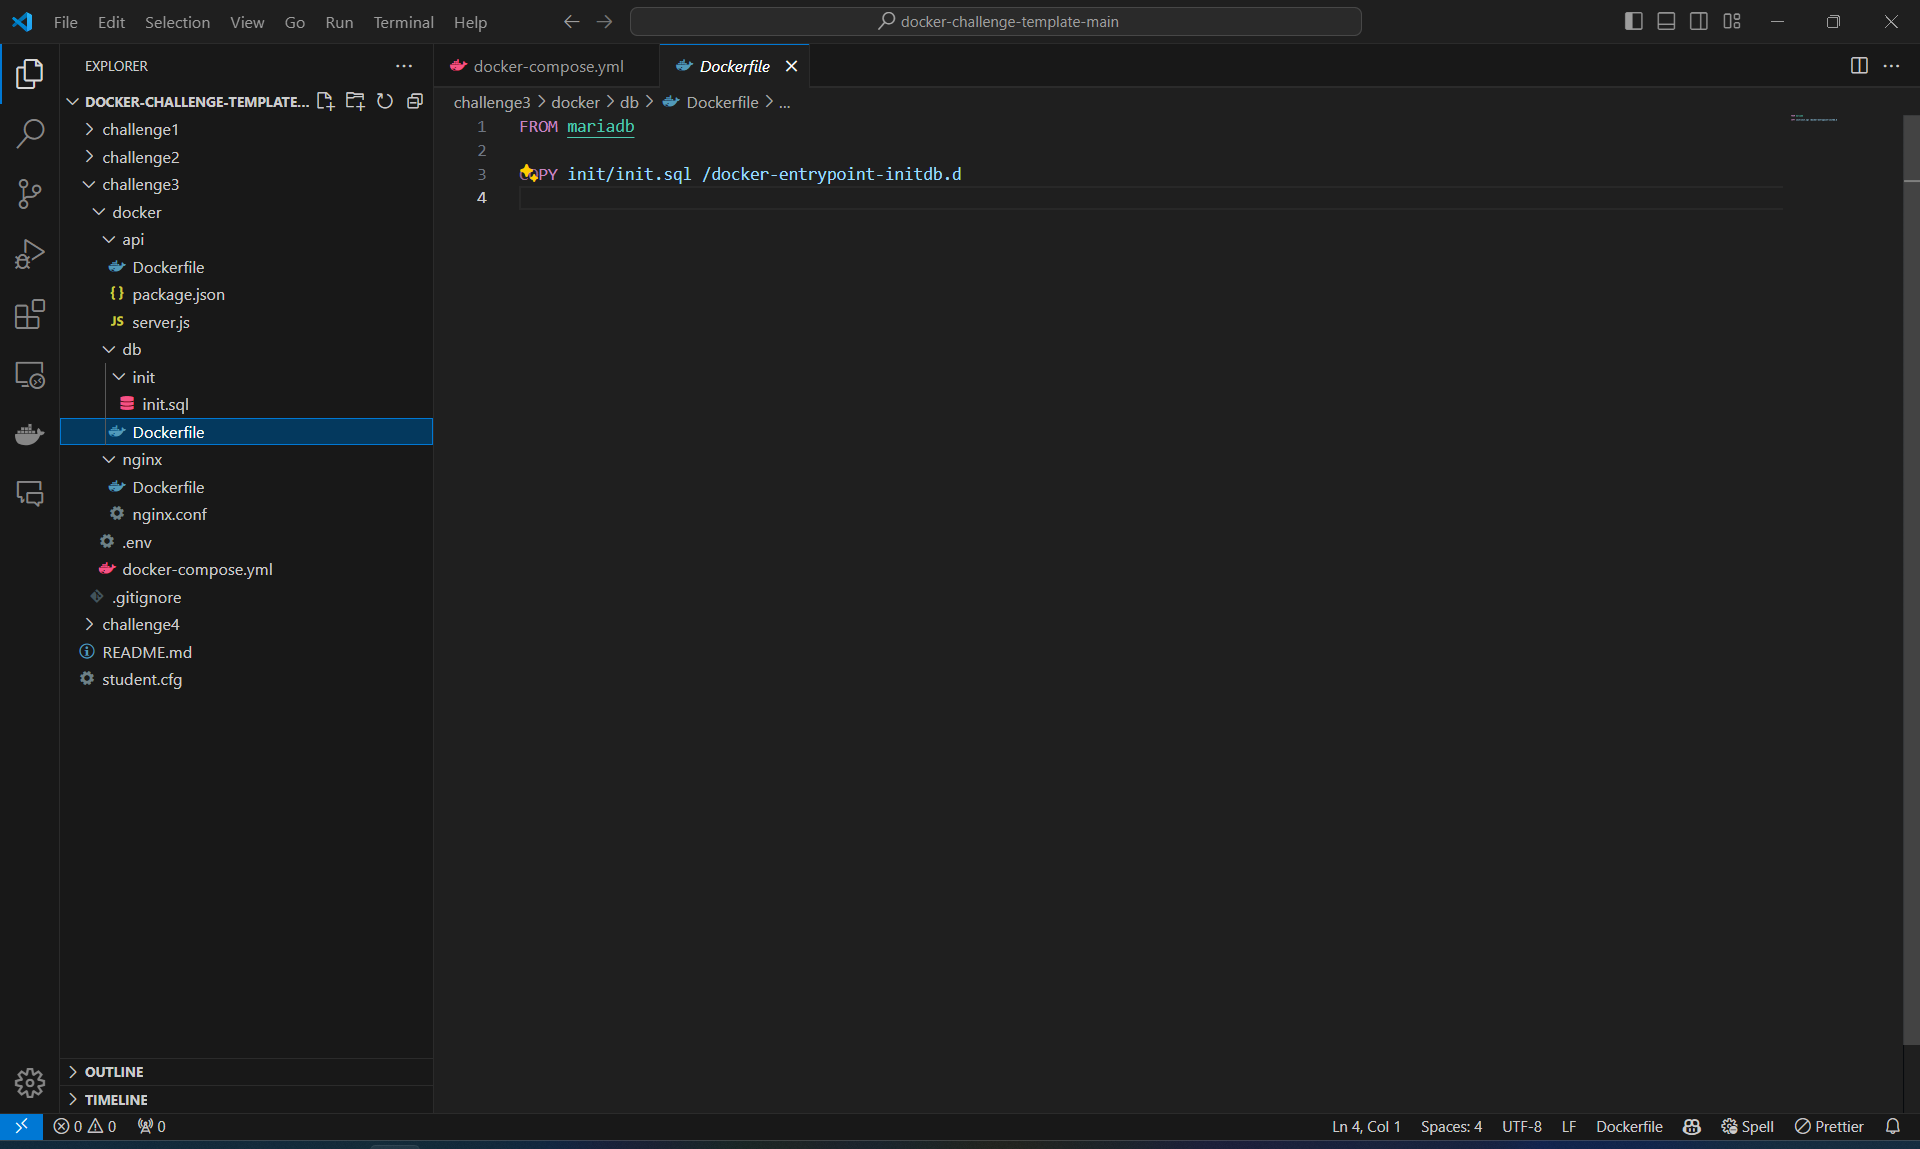 File Edit Selection View Go Run Terminal Help
docker-challenge-template-main
EXPLORER
DOCKER-CHALLENGE-TEMPLATE...
challenge1
challenge2
challenge3
docker
api
Dockerfile
{} package.json
JS server.js
db
init
init.sql
Dockerfile
nginx
Dockerfile
nginx.conf
.env
docker-compose.yml
.gitignore
challenge4
README.md
student.cfg
OUTLINE
TIMELINE
docker-compose.yml Dockerfile
challenge3 > docker > db > Dockerfile > ...
1 FROM mariadb
2
3 COPY init/init.sql /docker-entrypoint-initdb.d
4
0 0 0 Ln 4, Col 1 Spaces: 4 UTF-8 LF Dockerfile Spell Prettier